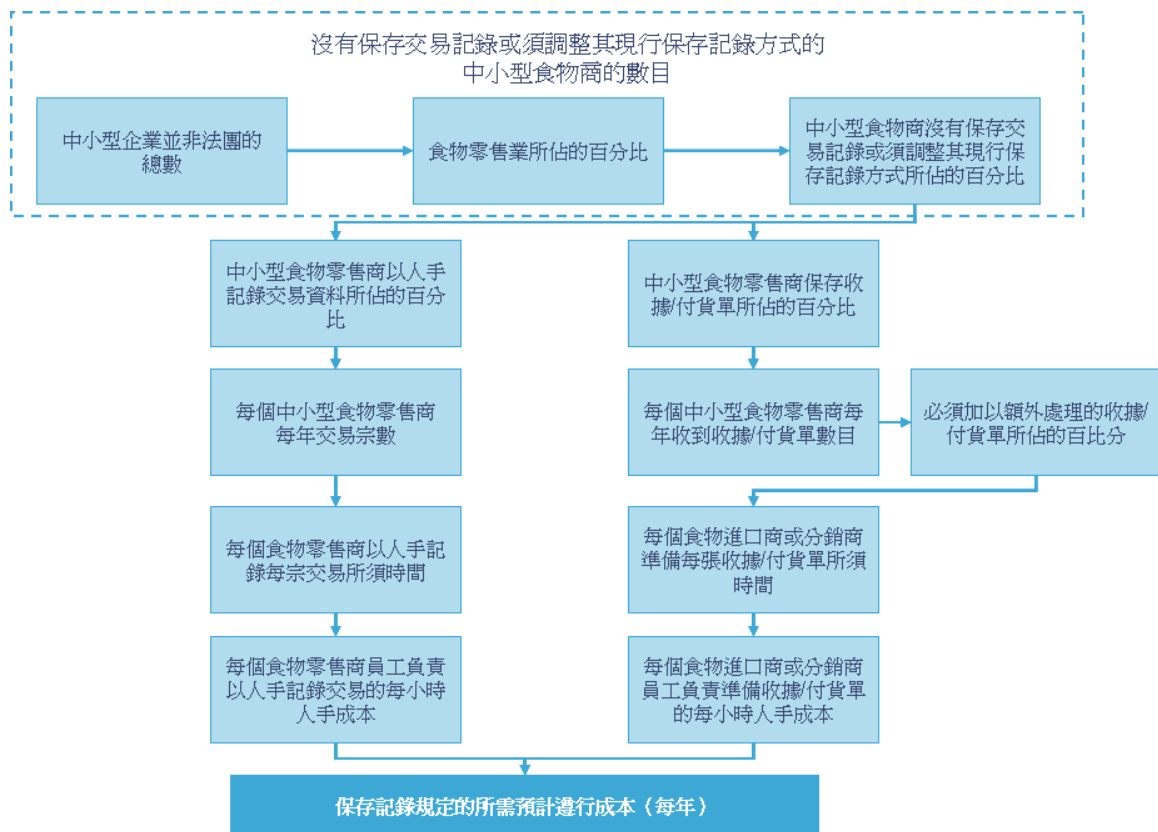 沒有保存交易記錄或須調整其現行保存記錄方式的
中小型食物商的數目
中小型企業並非法團的
總數
食物零售業所佔的百分比
中小型食物商沒有保存交
易記錄或須調整其現行保
存記錄方式所佔的百分比
中小型食物零售商以人手
記錄交易資料所佔的百分
比
中小型食物零售商保存收
據/付貨單所佔的百分比
每個中小型食物零售商
每年交易宗數
每個中小型食物零售商每
年收到收據/付貨單數目
必須加以額外處理的收據/
付貨單所佔的百比分
每個食物零售商以人手記
錄每宗交易所須時間
每個食物進口商或分銷商
準備每張收據/付貨單所須
時間
每個食物零售商員工負責
以人手記錄交易的每小時
人手成本
每個食物進口商或分銷商
員工負責準備收據/付貨單
的每小時人手成本
保存記錄規定的所需預計遵行成本（每年）